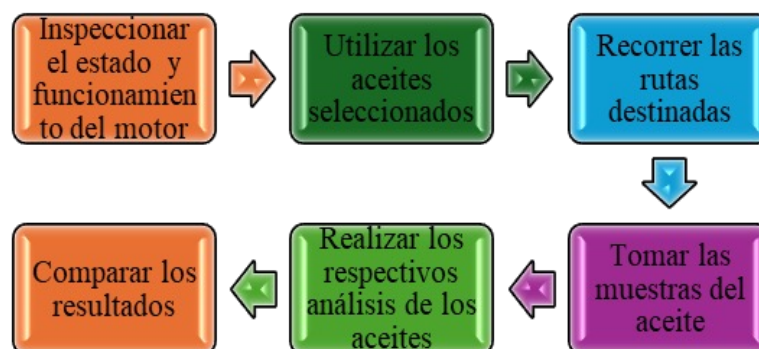 Inspeccionar
el estado y
funcionamien
to del motor
Utilizar los
aceites
seleccionados
Recorrer las
rutas
destinadas
Tomar las
muestras del
aceite
Realizar los
respectivos
análisis de los
aceites
Comparar los
resultados